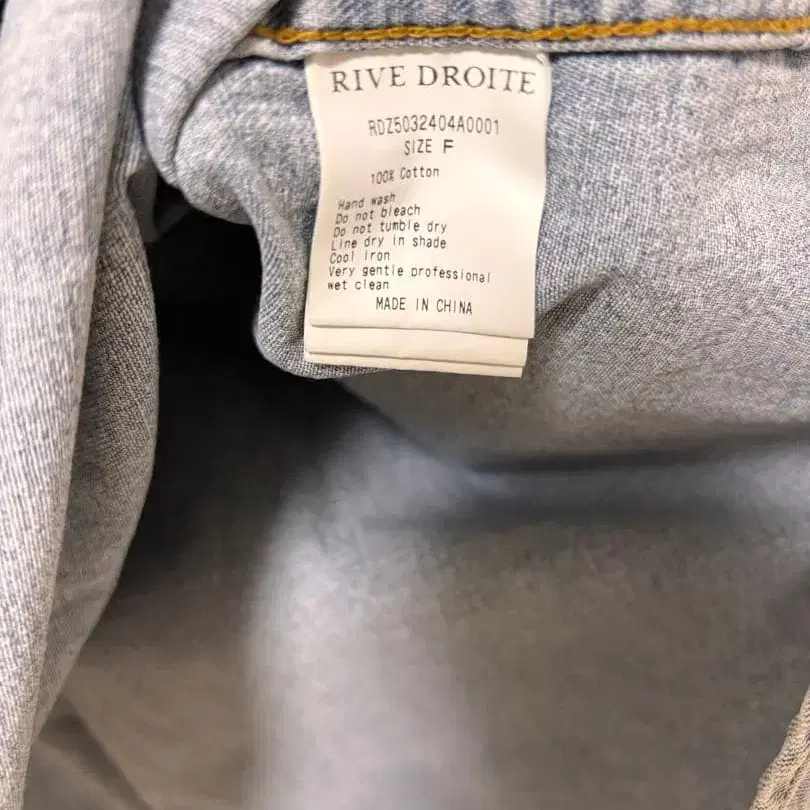 RIVE DROITE
RDZ5032404A0001
SIZE F
100% Cotton
Hand wash
Do not bleach
Do not tumble dry
Line dry in shade
Cool iron
Very gentle professional
wet clean
MADE IN CHINA